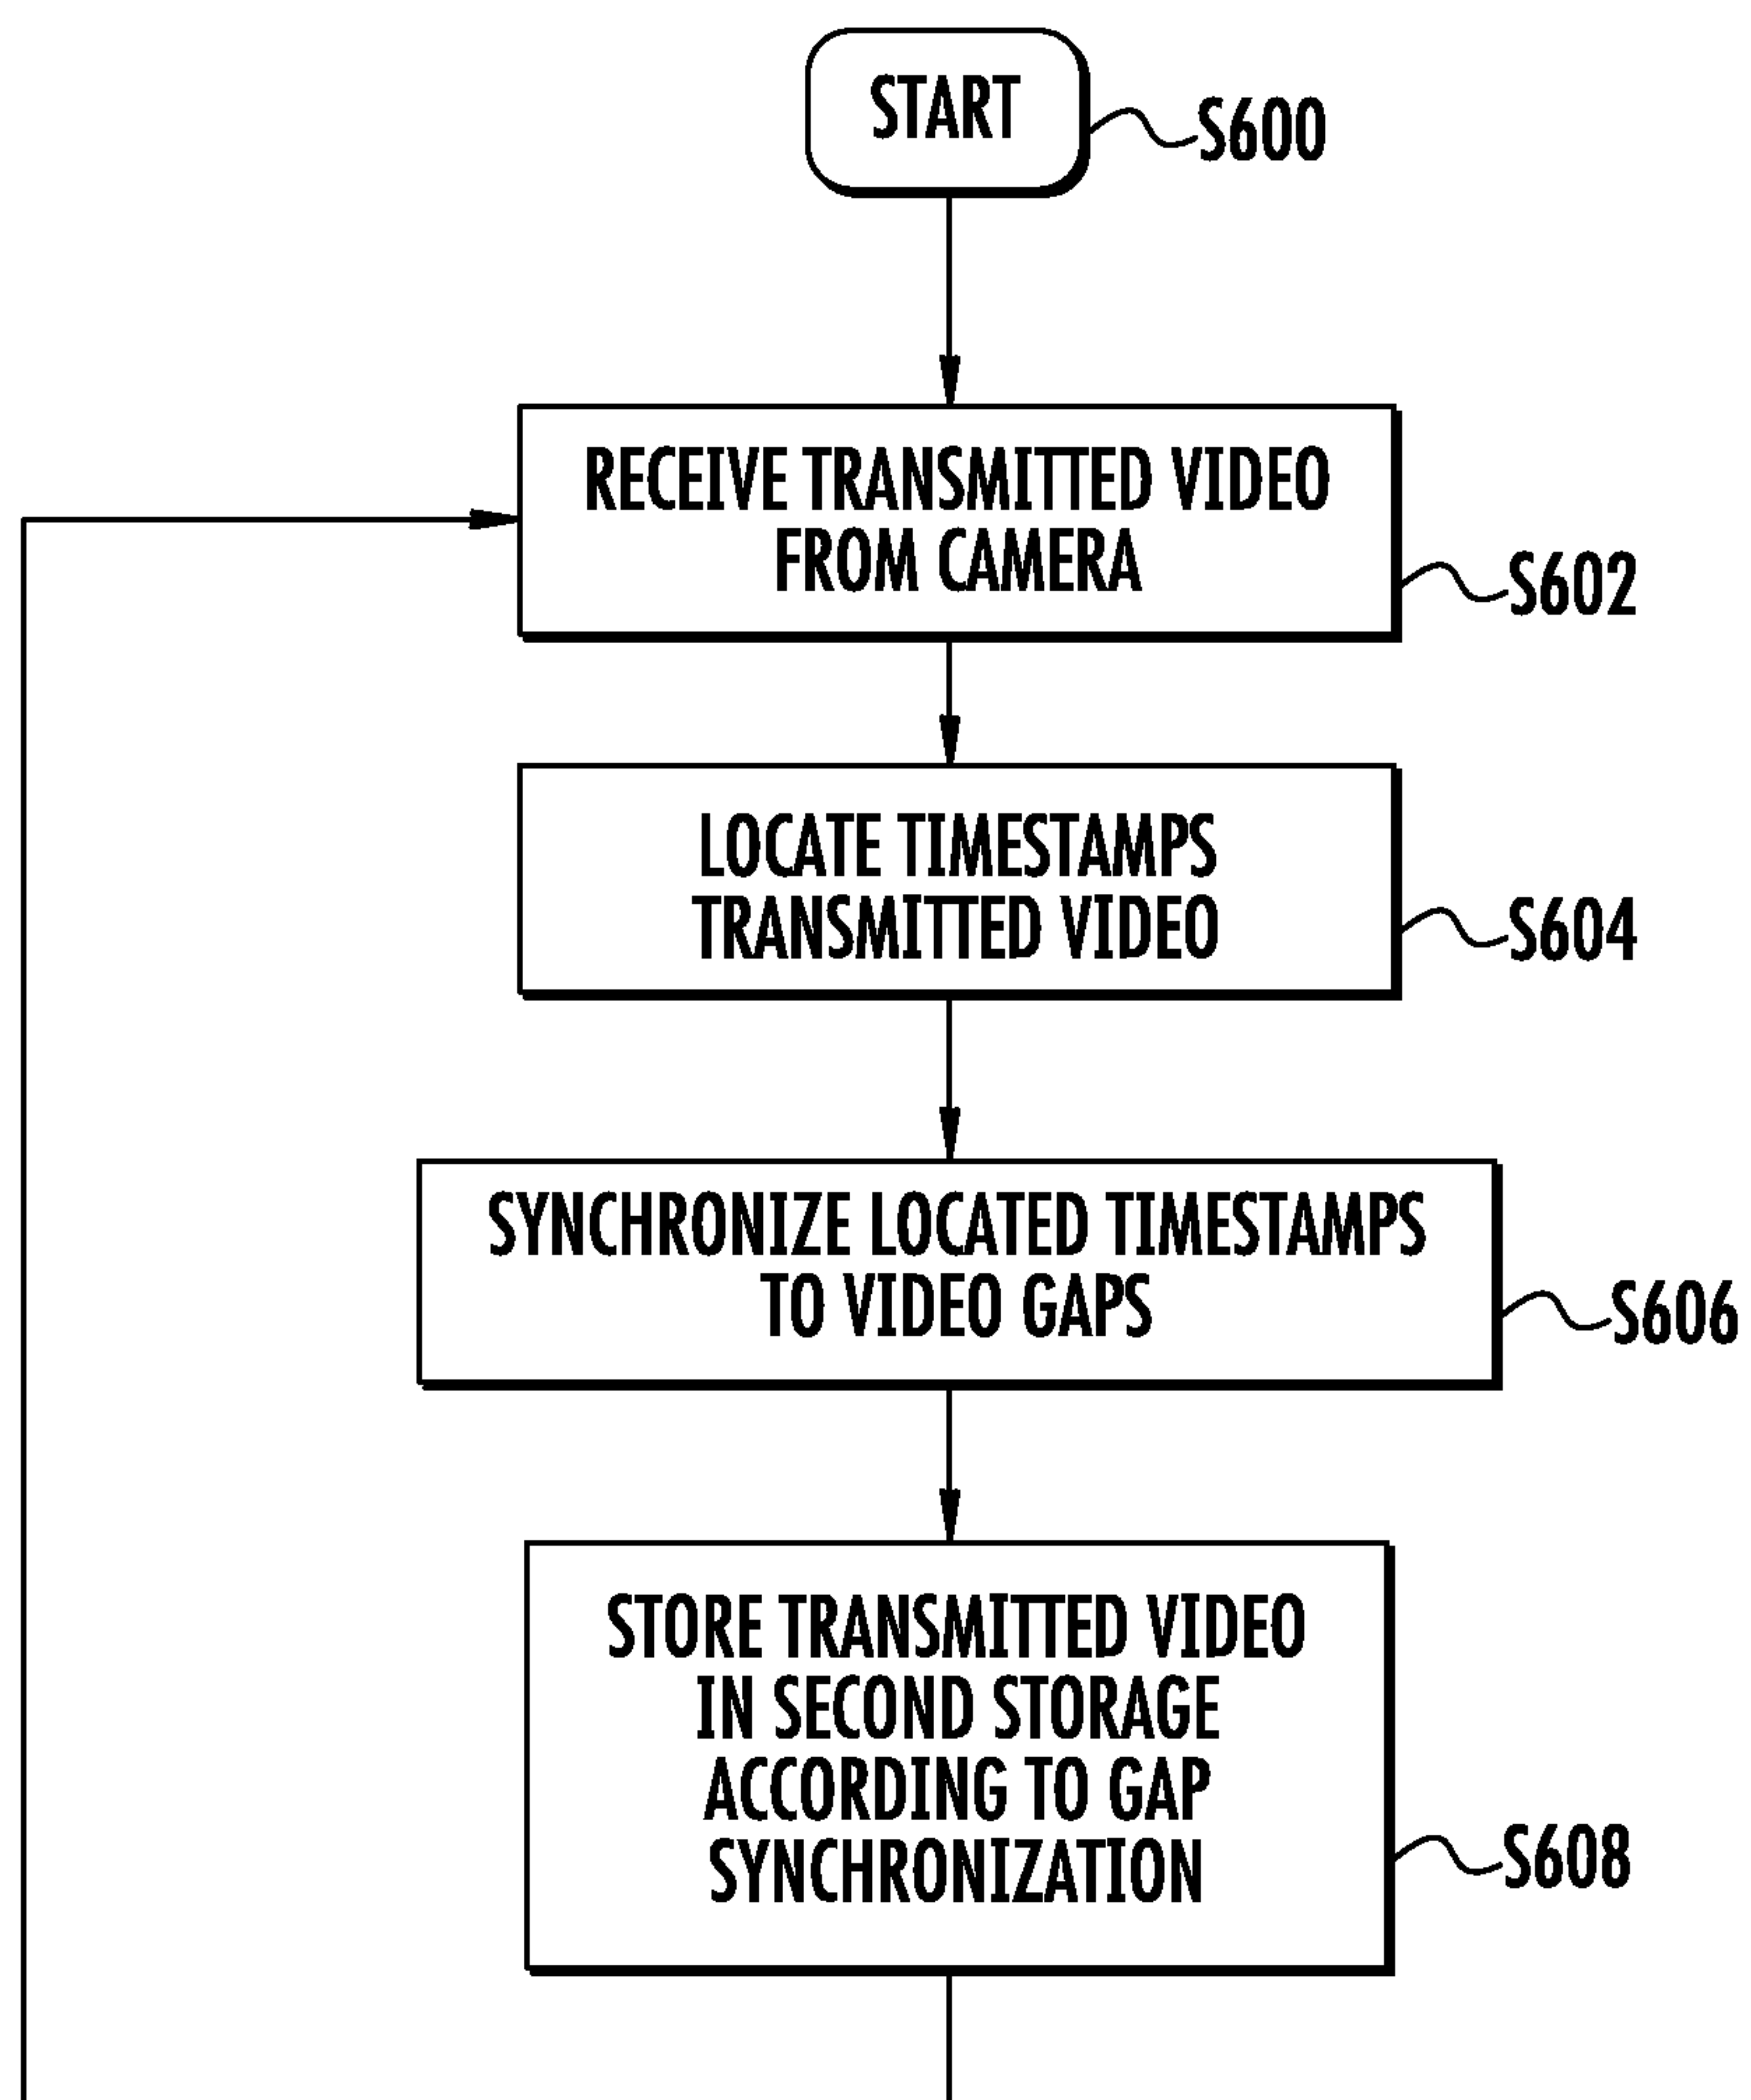 START
S600
RECEIVE TRANSMITTED VIDEO
FROM CAMERA
S602
LOCATE TIMESTAMPS
TRANSMITTED VIDEO
S604
SYNCHRONIZE LOCATED TIMESTAMPS
TO VIDEO GAPS
S606
STORE TRANSMITTED VIDEO
IN SECOND STORAGE
ACCORDING TO GAP
SYNCHRONIZATION
S608